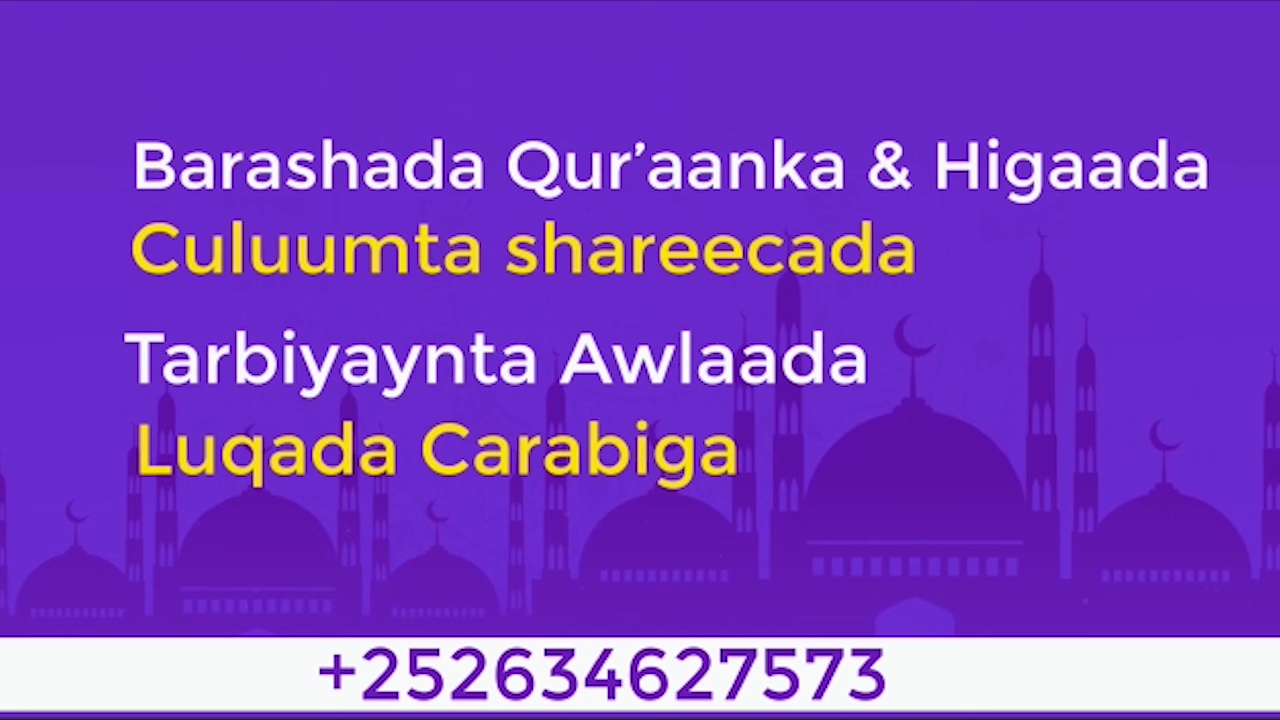 Barashada Qur’aanka & Higaada
Culuumta shareecada
Tarbiyaynta Awlaada
Luqada Carabiga
+252634627573